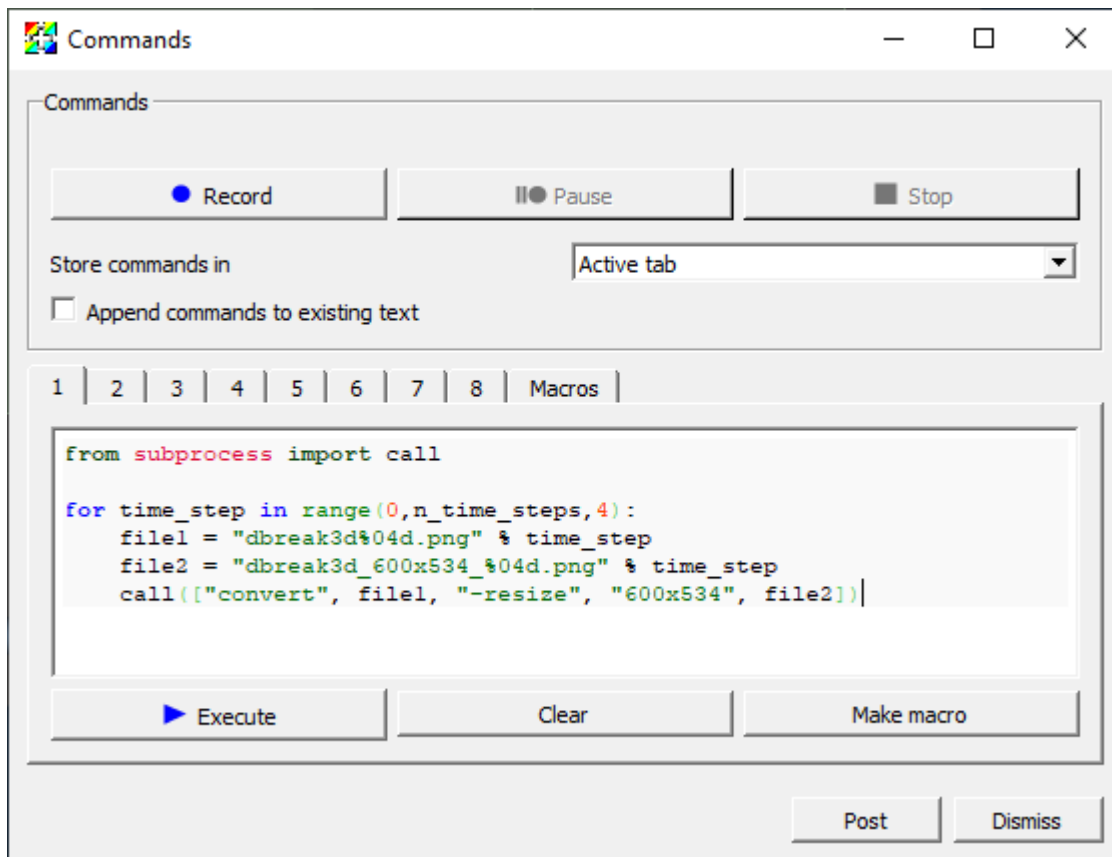 Commands
Commands
Record Pause Stop
Store commands in Active tab
Append commands to existing text
1 2 3 4 5 6 7 8 Macros
from subprocess import call
for time_step in range(0,n_time_steps,4):
    file1 = "dbreak3d%04d.png" % time_step
    file2 = "dbreak3d_600x534_%04d.png" % time_step
    call(["convert", file1, "-resize", "600x534", file2])
Execute Clear Make macro
Post Dismiss